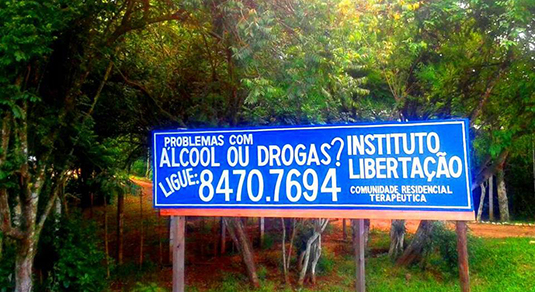 PROBLEMAS COM
ÁLCOOL OU DROGAS?
LIGUE: 8470.7694
INSTITUTO
LIBERTAÇÃO
COMUNIDADE RESIDENCIAL
TERAPÊUTICA